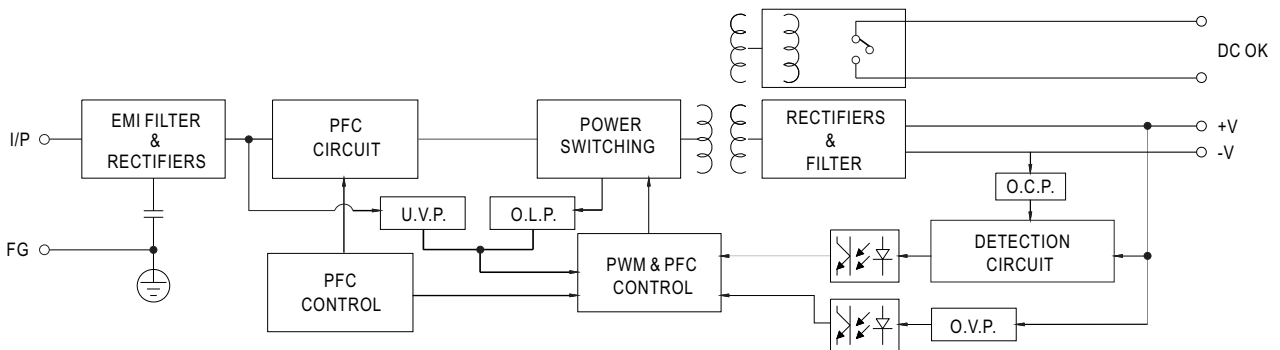 DC OK
I/P
EMI FILTER
&
RECTIFIERS
PFC
CIRCUIT
POWER
SWITCHING
RECTIFIERS
&
FILTER
+V
-V
O.C.P.
U.V.P.
O.L.P.
FG
PFC
CONTROL
PWM & PFC
CONTROL
DETECTION
CIRCUIT
O.V.P.